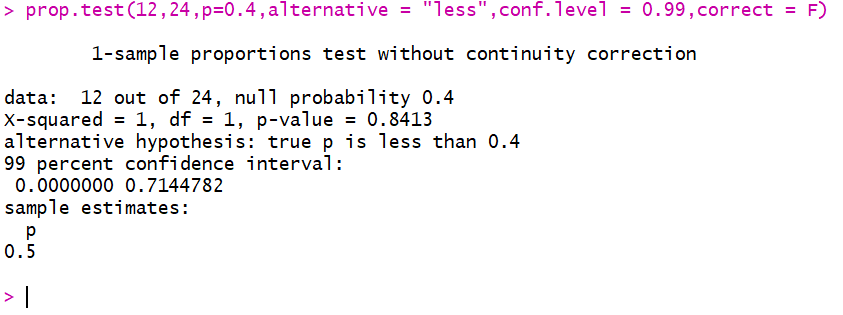 > prop.test(12,24,p=0.4,alternative = "less",conf.level = 0.99,correct = F)
1-sample proportions test without continuity correction
data:  12 out of 24, null probability 0.4
X-squared = 1, df = 1, p-value = 0.8413
alternative hypothesis: true p is less than 0.4
99 percent confidence interval:
 0.0000000 0.7144782
sample estimates:
  p
0.5
>